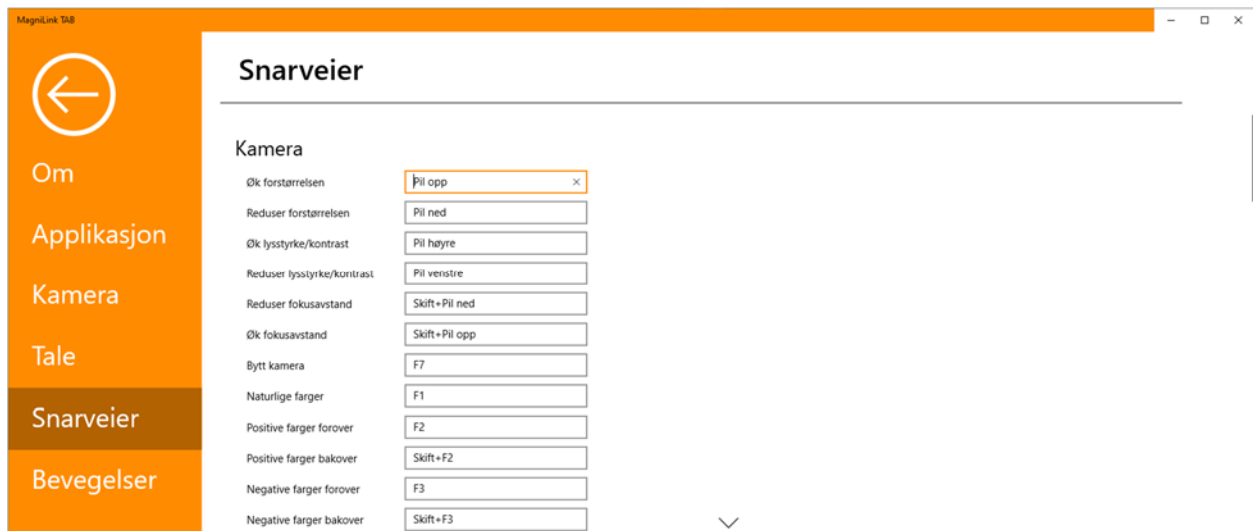 MagniLink TAB
Snarveier
Om
Applikasjon
Kamera
Tale
Snarveier
Bevegelser
Kamera
Øk forstørrelsen Pil opp
Reduser forstørrelsen Pil ned
Øk lysstyrke/kontrast Pil høyre
Reduser lysstyrke/kontrast Pil venstre
Reduser fokusavstand Skift+Pil ned
Øk fokusavstand Skift+Pil opp
Bytt kamera F7
Naturlige farger F1
Positive farger forover F2
Positive farger bakover Skift+F2
Negative farger forover F3
Negative farger bakover Skift+F3